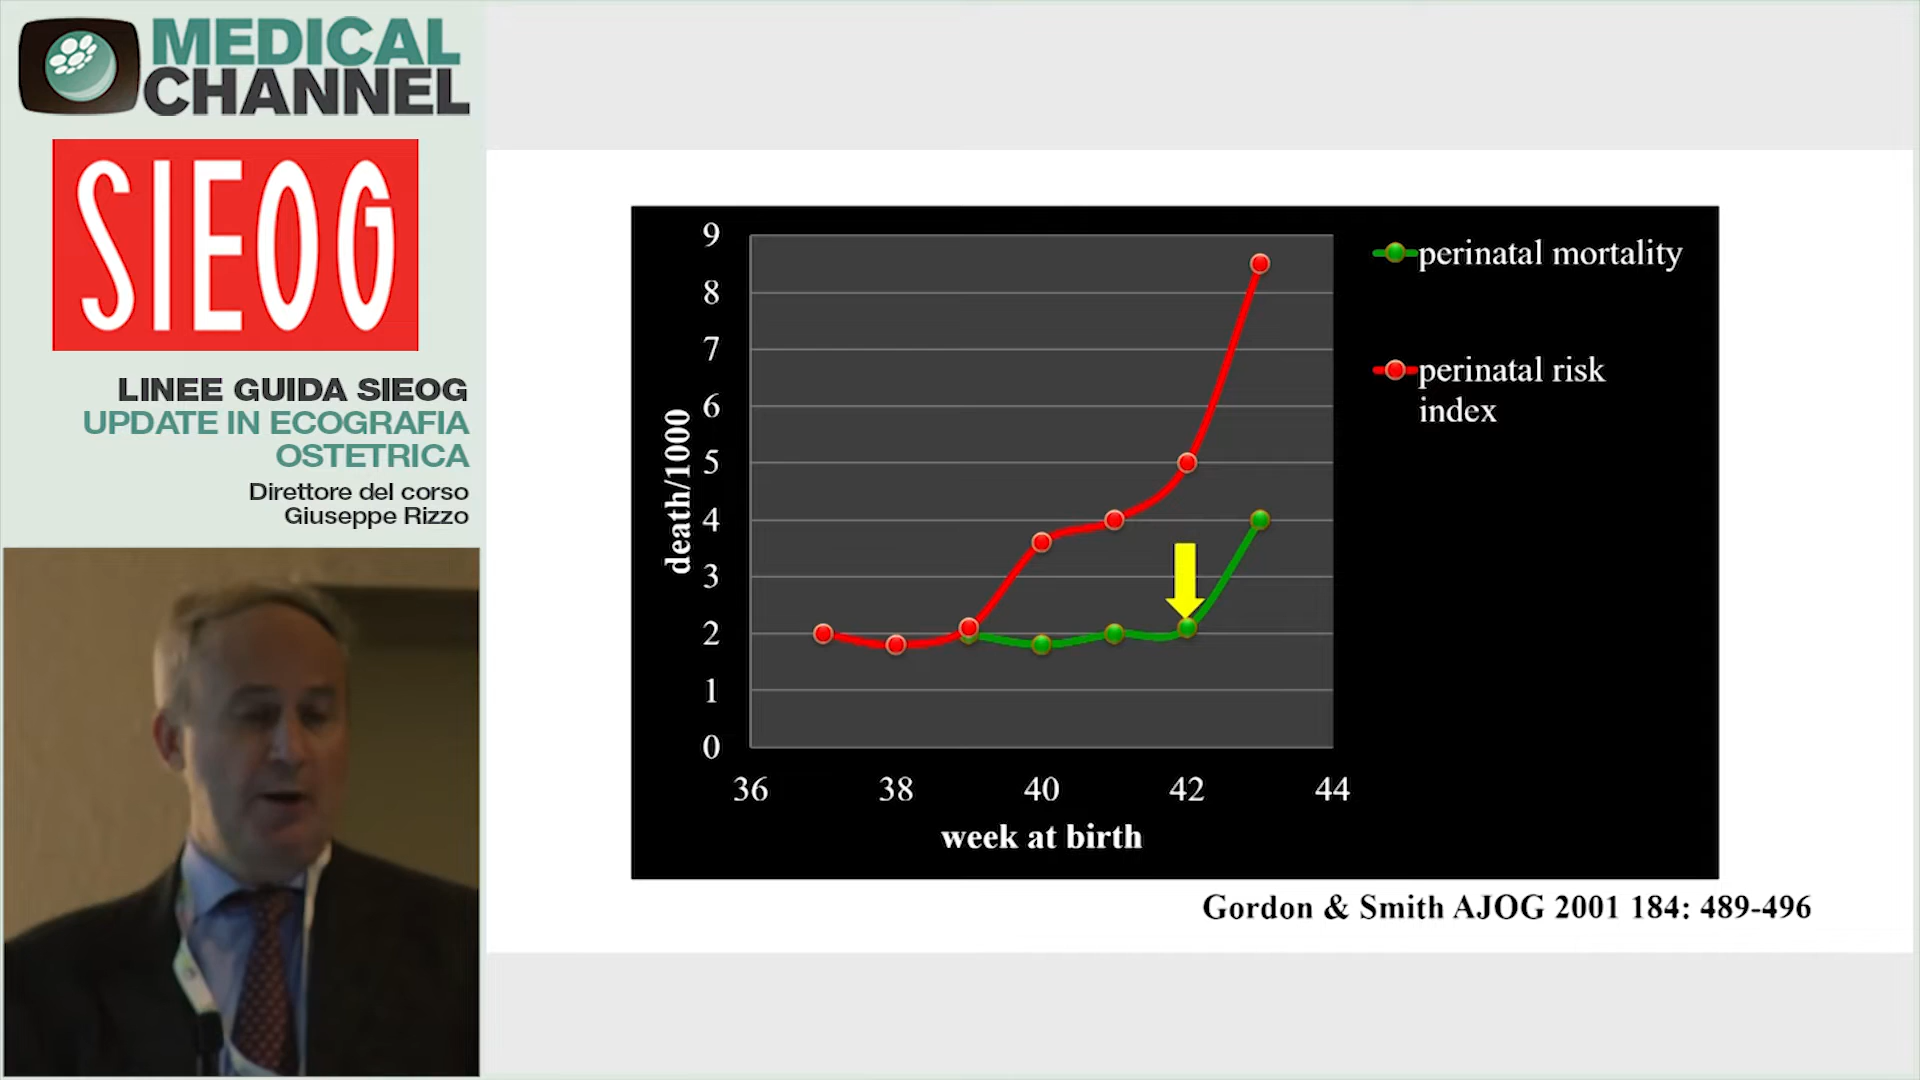 MEDICAL
CHANNEL
SIEOG
LINEE GUIDA SIEOG
UPDATE IN ECOGRAFIA
OSTETRICA
Direttore del corso
Giuseppe Rizzo
9
8
7
6
5
4
3
2
1
0
death/1000
36 38 40 42 44
week at birth
perinatal mortality
perinatal risk
index
Gordon & Smith AJOG 2001 184: 489-496